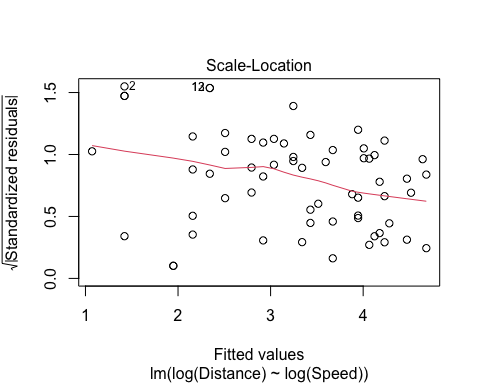 Scale-Location
√|Standardized residuals|
0.0 0.5 1.0 1.5
2
1 2 3 4
Fitted values
lm(log(Distance) ~ log(Speed))